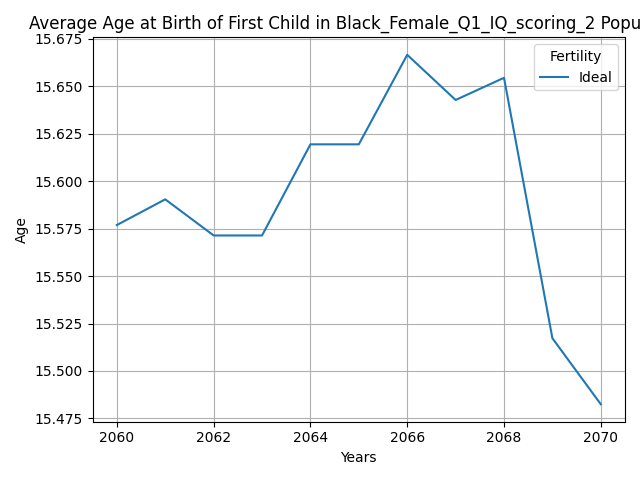 Average Age at Birth of First Child in Black_Female_Q1_IQ_scoring_2 Popu
15.675
15.650
15.625
15.600
15.575
15.550
15.525
15.500
15.475
Age
Fertility
Ideal
2060 2062 2064 2066 2068 2070
Years